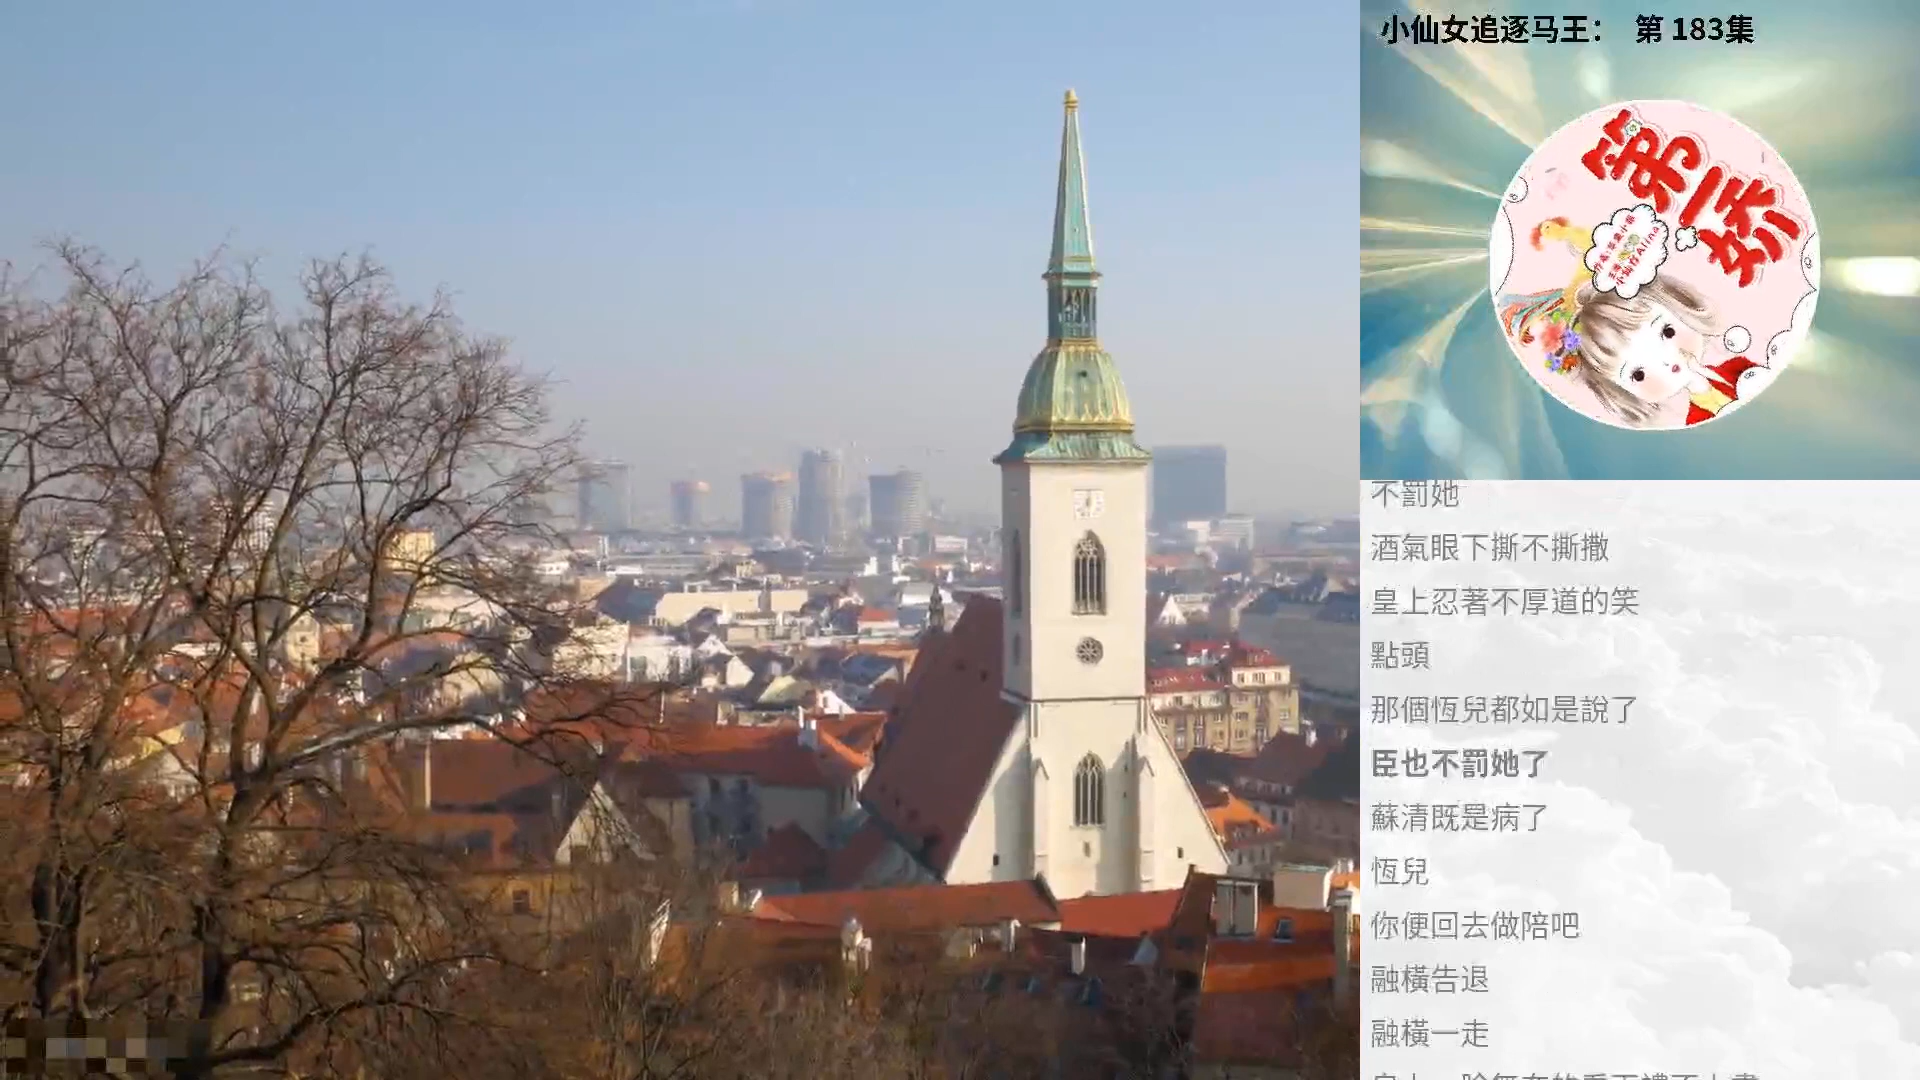 小仙女追逐马王： 第 183集
第一娇
不罰她
酒氣眼下撕不撕撒
皇上忍著不厚道的笑
點頭
那個恆兒都如是說了
臣也不罰她了
蘇清既是病了
恆兒
你便回去做陪吧
融橫告退
融橫一走